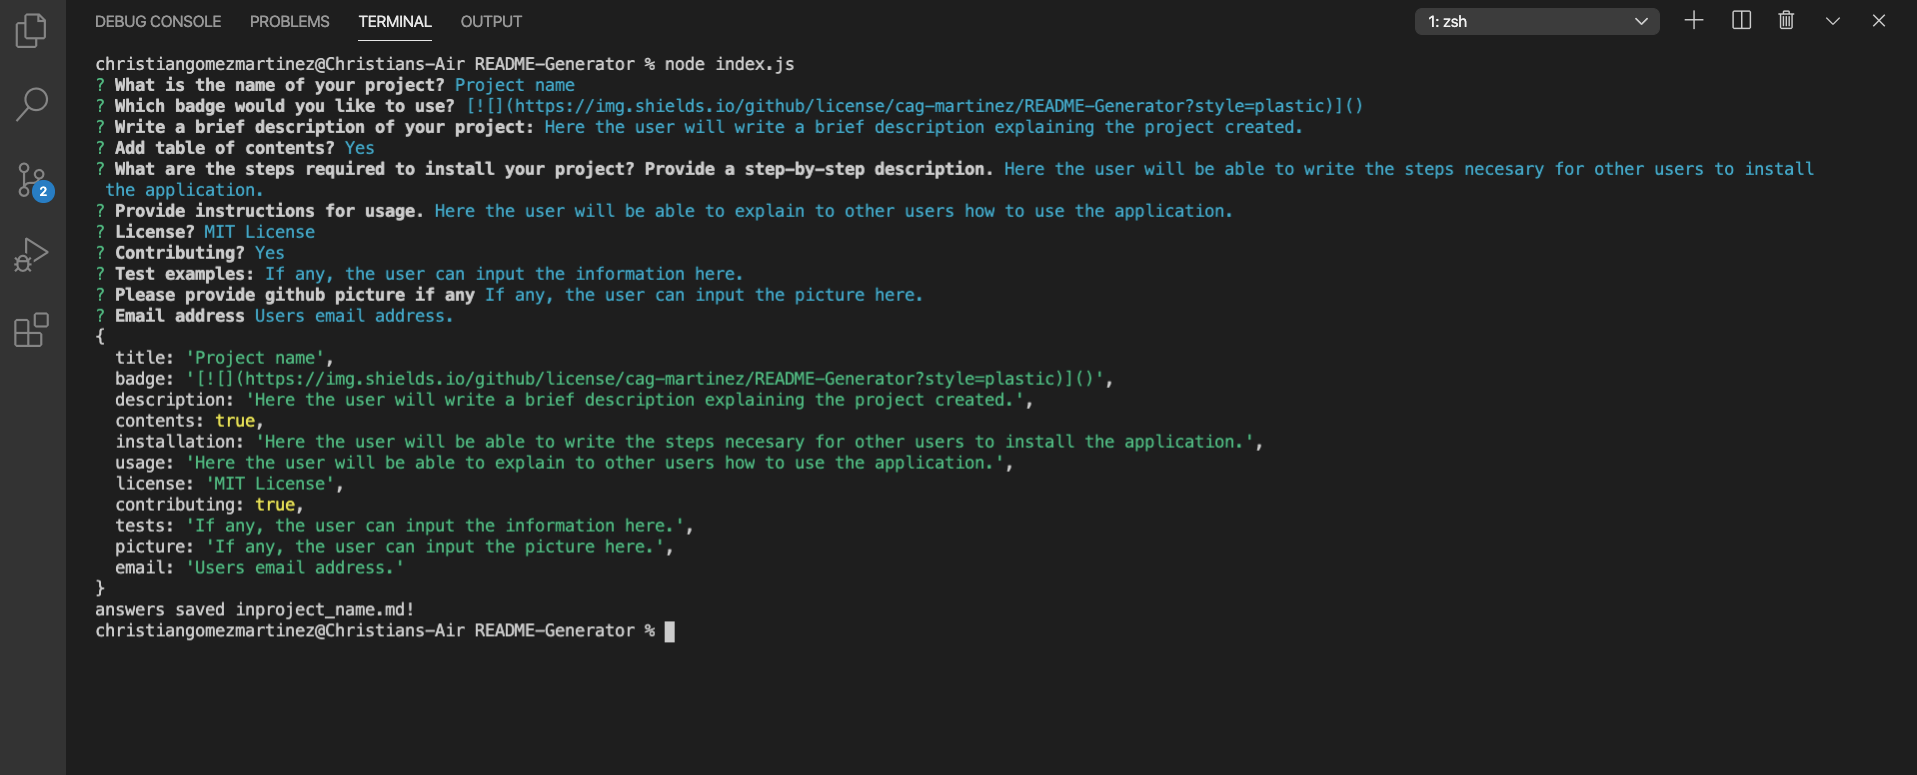 DEBUG CONSOLE PROBLEMS TERMINAL OUTPUT 1: zsh
christiangomezmartinez@Christians-Air README-Generator % node index.js
? What is the name of your project? Project name
? Which badge would you like to use? [![](https://img.shields.io/github/license/cag-martinez/README-Generator?style=plastic)]()
? Write a brief description of your project: Here the user will write a brief description explaining the project created.
? Add table of contents? Yes
? What are the steps required to install your project? Provide a step-by-step description. Here the user will be able to write the steps necesary for other users to install
the application.
2
? Provide instructions for usage. Here the user will be able to explain to other users how to use the application.
? License? MIT License
? Contributing? Yes
? Test examples: If any, the user can input the information here.
? Please provide github picture if any If any, the user can input the picture here.
? Email address Users email address.
{
  title: 'Project name',
  badge: '[![](https://img.shields.io/github/license/cag-martinez/README-Generator?style=plastic)]()',
  description: 'Here the user will write a brief description explaining the project created.',
  contents: true,
  installation: 'Here the user will be able to write the steps necesary for other users to install the application.',
  usage: 'Here the user will be able to explain to other users how to use the application.',
  license: 'MIT License',
  contributing: true,
  tests: 'If any, the user can input the information here.',
  picture: 'If any, the user can input the picture here.',
  email: 'Users email address.'
}
answers saved inproject_name.md!
christiangomezmartinez@Christians-Air README-Generator %